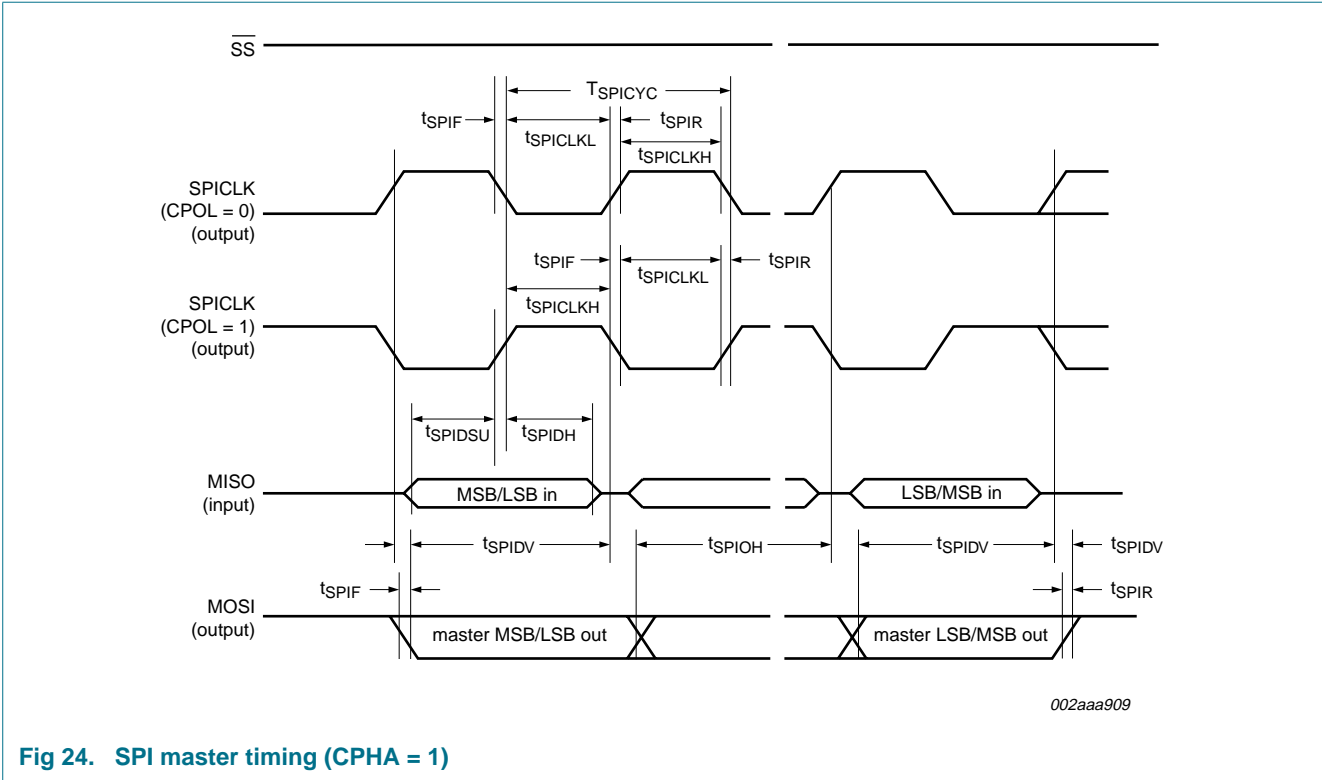 SS
TSPICYC
tSPIF
tSPIR
tSPICLKL
tSPICLKH
SPICLK
(CPOL = 0)
(output)
tSPIF
tSPICLKL
tSPIR
tSPICLKH
SPICLK
(CPOL = 1)
(output)
tSPIDSU
tSPIDH
MISO
(input)
MSB/LSB in
LSB/MSB in
tSPIDV
tSPIOH
tSPIDV
tSPIDV
tSPIF
tSPIR
MOSI
(output)
master MSB/LSB out
master LSB/MSB out
002aaa909
Fig 24. SPI master timing (CPHA = 1)